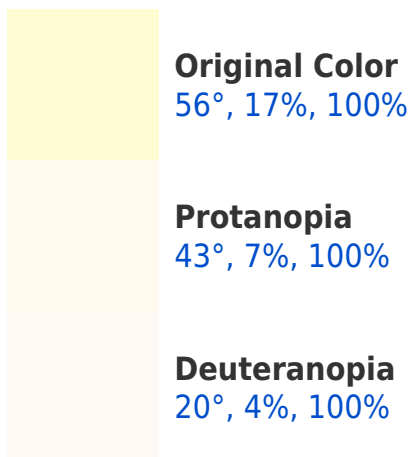 Original Color
56°, 17%, 100%
Protanopia
43°, 7%, 100%
Deuteranopia
20°, 4%, 100%